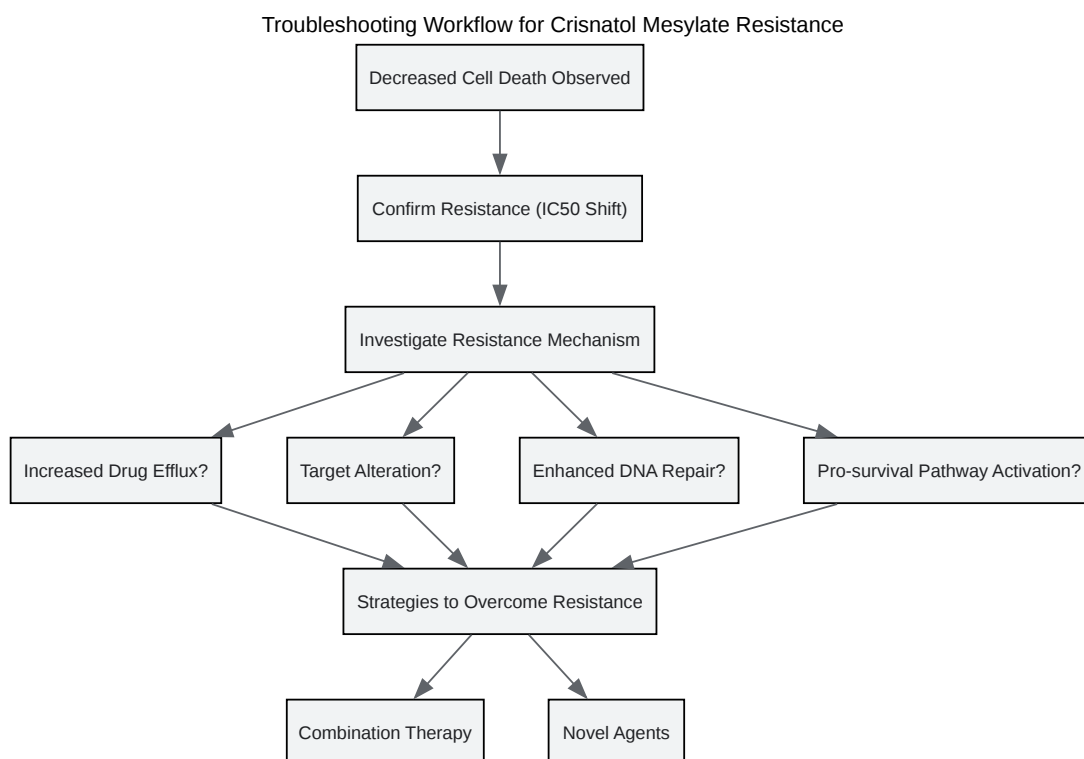 Troubleshooting Workflow for Crisnatol Mesylate Resistance
Decreased Cell Death Observed
Confirm Resistance (IC50 Shift)
Investigate Resistance Mechanism
Increased Drug Efflux?
Target Alteration?
Enhanced DNA Repair?
Pro-survival Pathway Activation?
Strategies to Overcome Resistance
Combination Therapy
Novel Agents